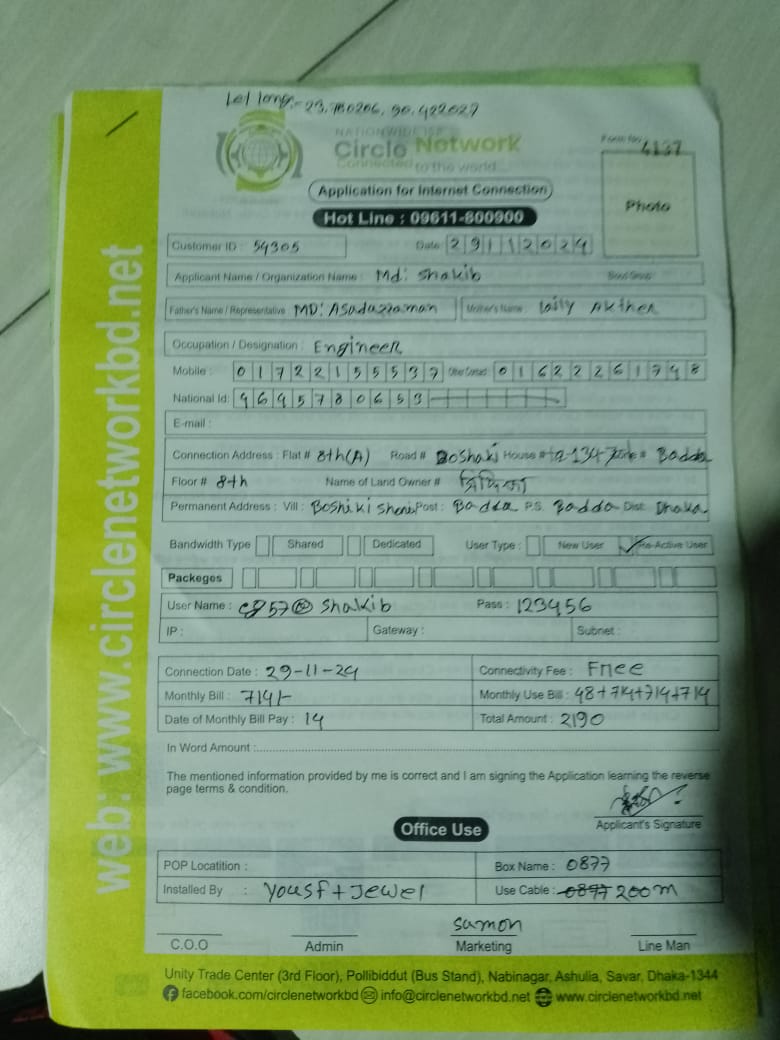 Let long:- 23.780206, 90.422027
NATIONWIDE ISP
Circle Network
Connected to the world
Form No 4137
Photo
Application for Internet Connection
Hot Line : 09611-800900
Customer ID : 54305 Date 29112024
Applicant Name / Organization Name : Md: Shakib Blood Group
Father's Name / Representative : MD: Asaduzzaman Mother's Name : laily Akther
Occupation / Designation : Engineer
Mobile : 01722155537 Other Contact 01622261798
National Id: 9695780653
E-mail :
Connection Address : Flat # 8th(A) Road # Boshaki House # Badda
Floor # 8th Name of Land Owner #
Permanent Address : Vill : Post : Badda P.S. Badda Dist. Dhaka
Bandwidth Type Shared Dedicated User Type : New User Re-Active User
Packeges
User Name : Shakib Pass : 123456
IP : Gateway : Subnet :
Connection Date : 29-11-24 Connectivity Fee : Free
Monthly Bill : 714/- Monthly Use Bill : 48+714+714+714
Date of Monthly Bill Pay : 14 Total Amount : 2190
In Word Amount :
The mentioned information provided by me is correct and I am signing the Application learning the reverse
page terms & condition.
Applicant's Signature
Office Use
POP Locatition : Box Name : 0877
Installed By : Yousf + Jewel Use Cable : 0877 200m
Samon
C.O.O Admin Marketing Line Man
Unity Trade Center (3rd Floor), Pollibiddut (Bus Stand), Nabinagar, Ashulia, Savar, Dhaka-1344
facebook.com/circlenetworkbd info@circlenetworkbd.net www.circlenetworkbd.net
web: www.circlenetworkbd.net